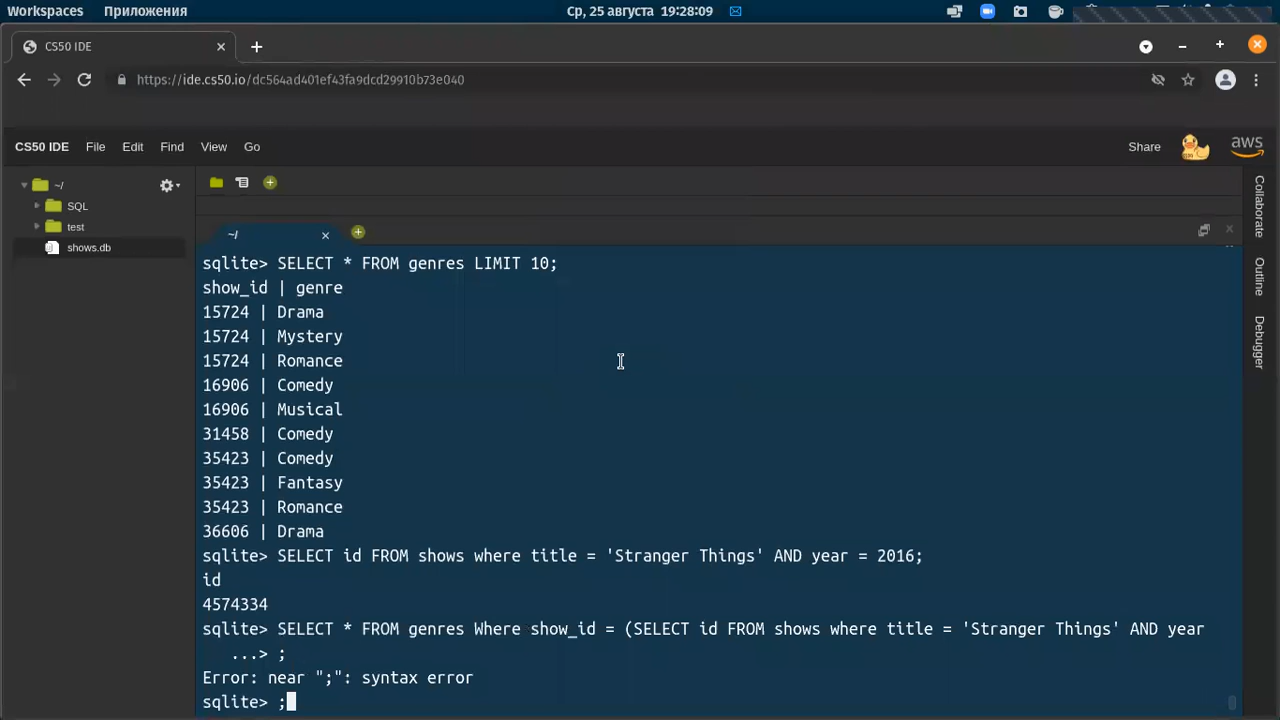 Workspaces Приложения Ср, 25 августа 19:28:09
CS50 IDE
https://ide.cs50.io/dc564ad401ef43fa9dcd29910b73e040
CS50 IDE File Edit Find View Go Share aws
~/
SQL
test
shows.db
~/
Collaborate
Outline
Debugger
sqlite> SELECT * FROM genres LIMIT 10;
show_id | genre
15724 | Drama
15724 | Mystery
15724 | Romance
16906 | Comedy
16906 | Musical
31458 | Comedy
35423 | Comedy
35423 | Fantasy
35423 | Romance
36606 | Drama
sqlite> SELECT id FROM shows where title = 'Stranger Things' AND year = 2016;
id
4574334
sqlite> SELECT * FROM genres Where show_id = (SELECT id FROM shows where title = 'Stranger Things' AND year
...> ;
Error: near ";": syntax error
sqlite> ;